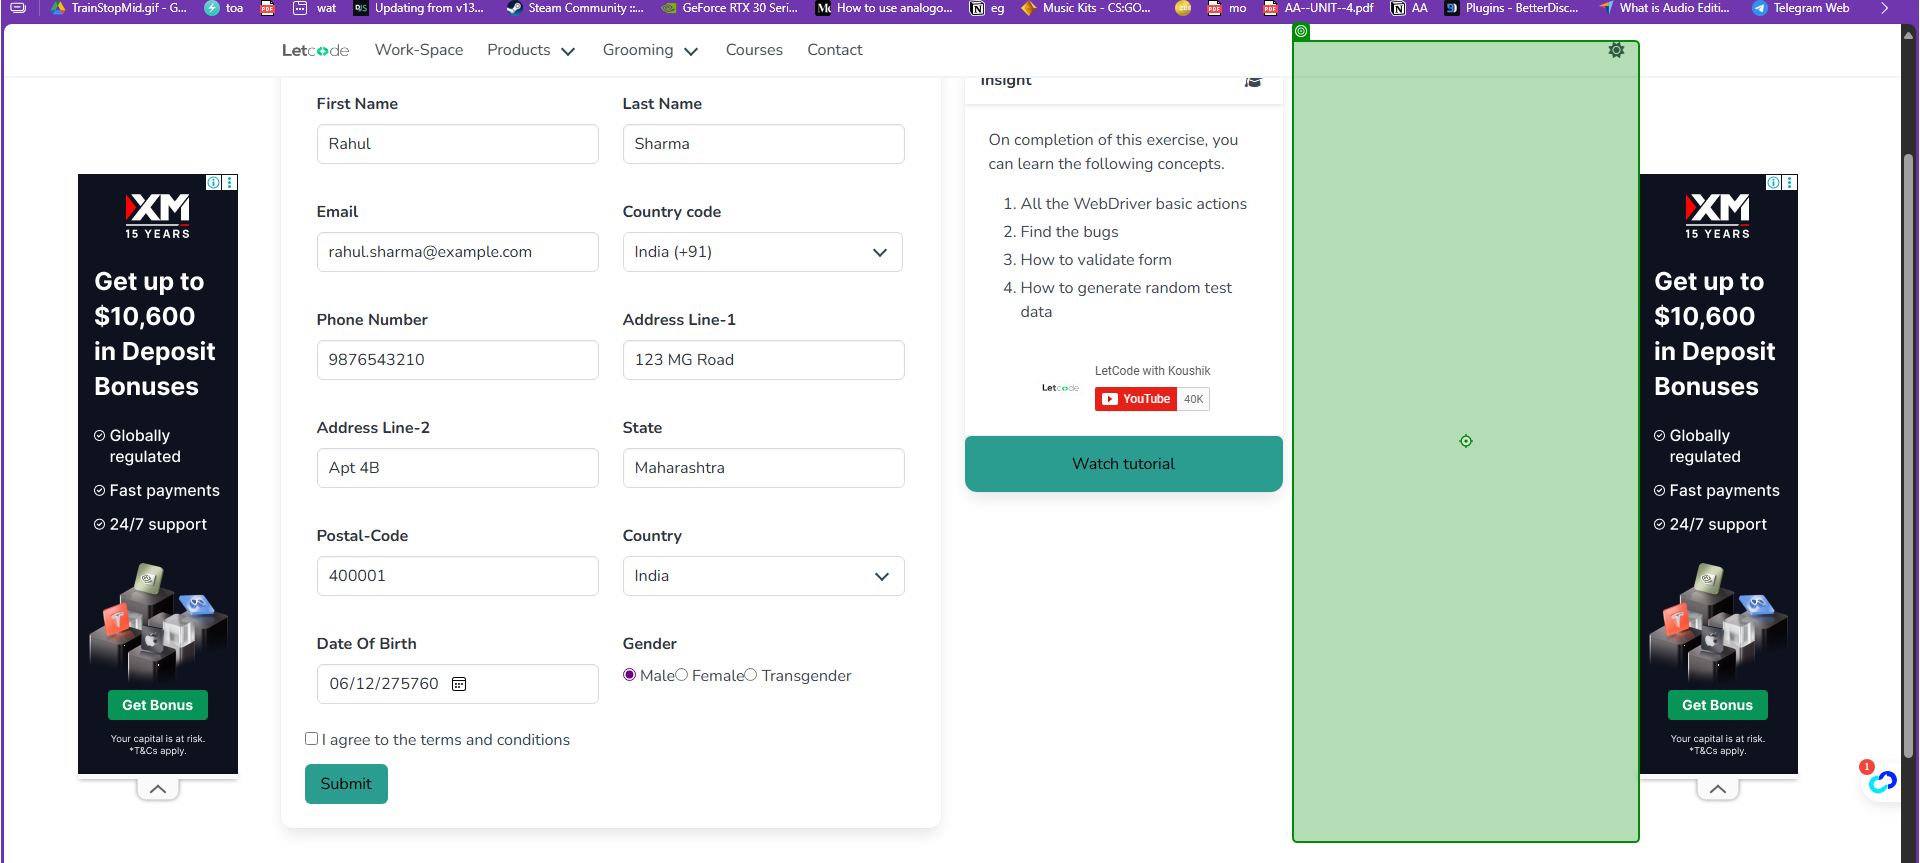 TrainStopMid.gif - G...
toa
wat
Updating from v13...
Steam Community ::...
GeForce RTX 30 Seri...
How to use analogo...
eg
Music Kits - CS:GO...
mo
AA--UNIT--4.pdf
AA
Plugins - BetterDisc...
What is Audio Editi...
Telegram Web
Letcode
Work-Space
Products
Grooming
Courses
Contact
First Name
Last Name
Rahul
Sharma
Email
Country code
rahul.sharma@example.com
India (+91)
Phone Number
Address Line-1
9876543210
123 MG Road
Address Line-2
State
Apt 4B
Maharashtra
Postal-Code
Country
400001
India
Date Of Birth
Gender
06/12/275760
Male
Female
Transgender
I agree to the terms and conditions
Submit
Insight
On completion of this exercise, you
can learn the following concepts.
1. All the WebDriver basic actions
2. Find the bugs
3. How to validate form
4. How to generate random test
data
Letcode
LetCode with Koushik
YouTube
40K
Watch tutorial
XM
15 YEARS
Get up to
$10,600
in Deposit
Bonuses
Globally
regulated
Fast payments
24/7 support
Get Bonus
Your capital is at risk.
*T&Cs apply.
XM
15 YEARS
Get up to
$10,600
in Deposit
Bonuses
Globally
regulated
Fast payments
24/7 support
Get Bonus
Your capital is at risk.
*T&Cs apply.
1